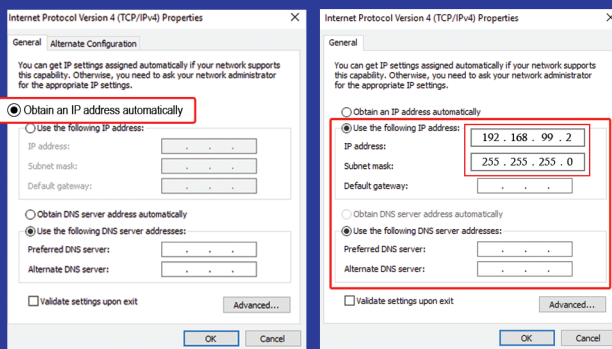 Internet Protocol Version 4 (TCP/IPv4) Properties
General
Alternate Configuration
You can get IP settings assigned automatically if your network supports
this capability. Otherwise, you need to ask your network administrator
for the appropriate IP settings.
Obtain an IP address automatically
Use the following IP address:
IP address:
Subnet mask:
Default gateway:
Obtain DNS server address automatically
Use the following DNS server addresses:
Preferred DNS server:
Alternate DNS server:
Validate settings upon exit
Advanced...
OK
Cancel
Internet Protocol Version 4 (TCP/IPv4) Properties
General
You can get IP settings assigned automatically if your network supports
this capability. Otherwise, you need to ask your network administrator
for the appropriate IP settings.
Obtain an IP address automatically
Use the following IP address:
IP address: 192 . 168 . 99 . 2
Subnet mask: 255 . 255 . 255 . 0
Default gateway:
Obtain DNS server address automatically
Use the following DNS server addresses:
Preferred DNS server:
Alternate DNS server:
Validate settings upon exit
Advanced...
OK
Cancel